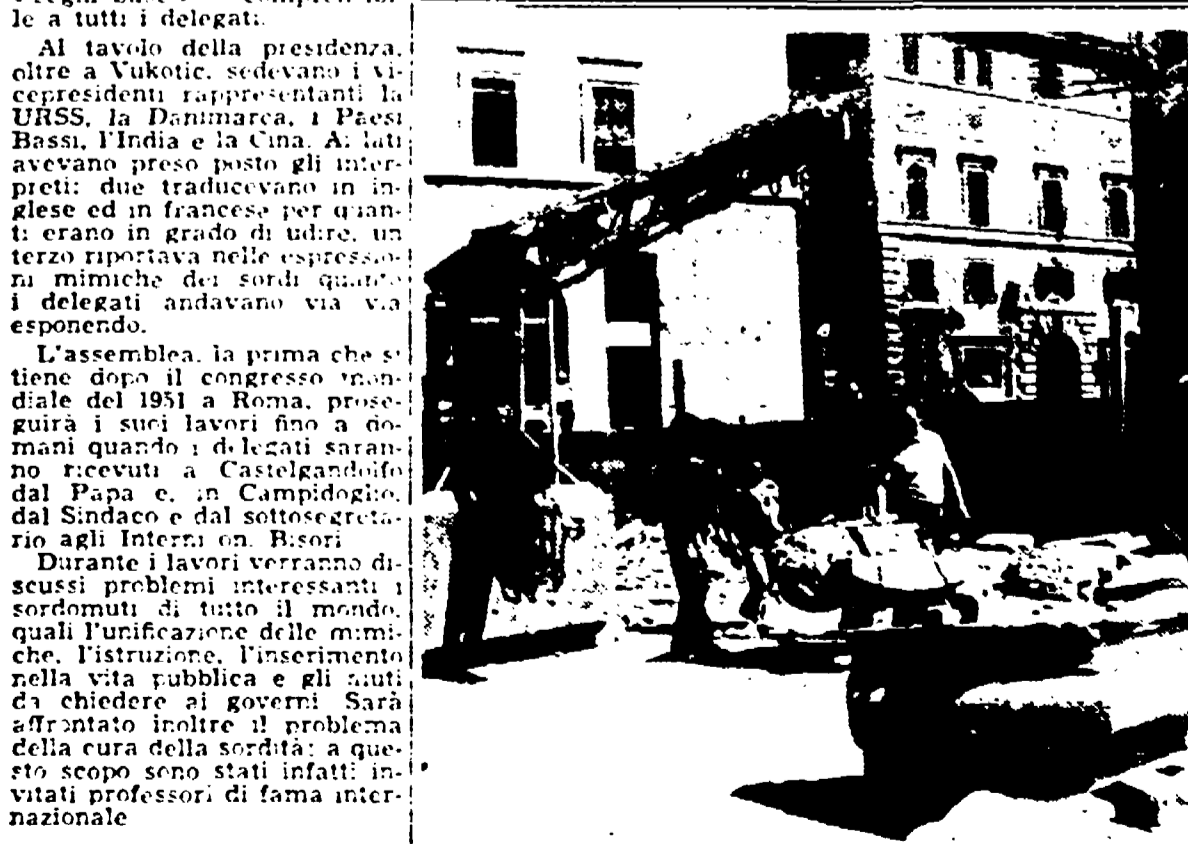 le a tutti i delegati.
Al tavolo della presidenza,
oltre a Vukotic, sedevano i vi-
cepresidenti rappresentanti la
URSS, la Danimarca, i Paesi
Bassi, l'India e la Cina. Ai lati
avevano preso posto gli inter-
preti: due traducevano in in-
glese ed in francese per quan-
ti erano in grado di udire, un
terzo riportava nelle espressio-
ni mimiche dei sordi quanto
i delegati andavano via via
esponendo.
L'assemblea, la prima che si
tiene dopo il congresso mon-
diale del 1951 a Roma, prose-
guirà i suoi lavori fino a do-
mani quando i delegati saran-
no ricevuti a Castelgandolfo
dal Papa e, in Campidoglio,
dal Sindaco e dal sottosegreta-
rio agli Interni on. Bisori
Durante i lavori verranno di-
scussi problemi interessanti i
sordomuti di tutto il mondo,
quali l'unificazione delle mimi-
che, l'istruzione, l'inserimento
nella vita pubblica e gli aiuti
da chiedere ai governi Sarà
affrontato inoltre il problema
della cura della sordità: a que-
sto scopo sono stati infatti in-
vitati professori di fama inter-
nazionale